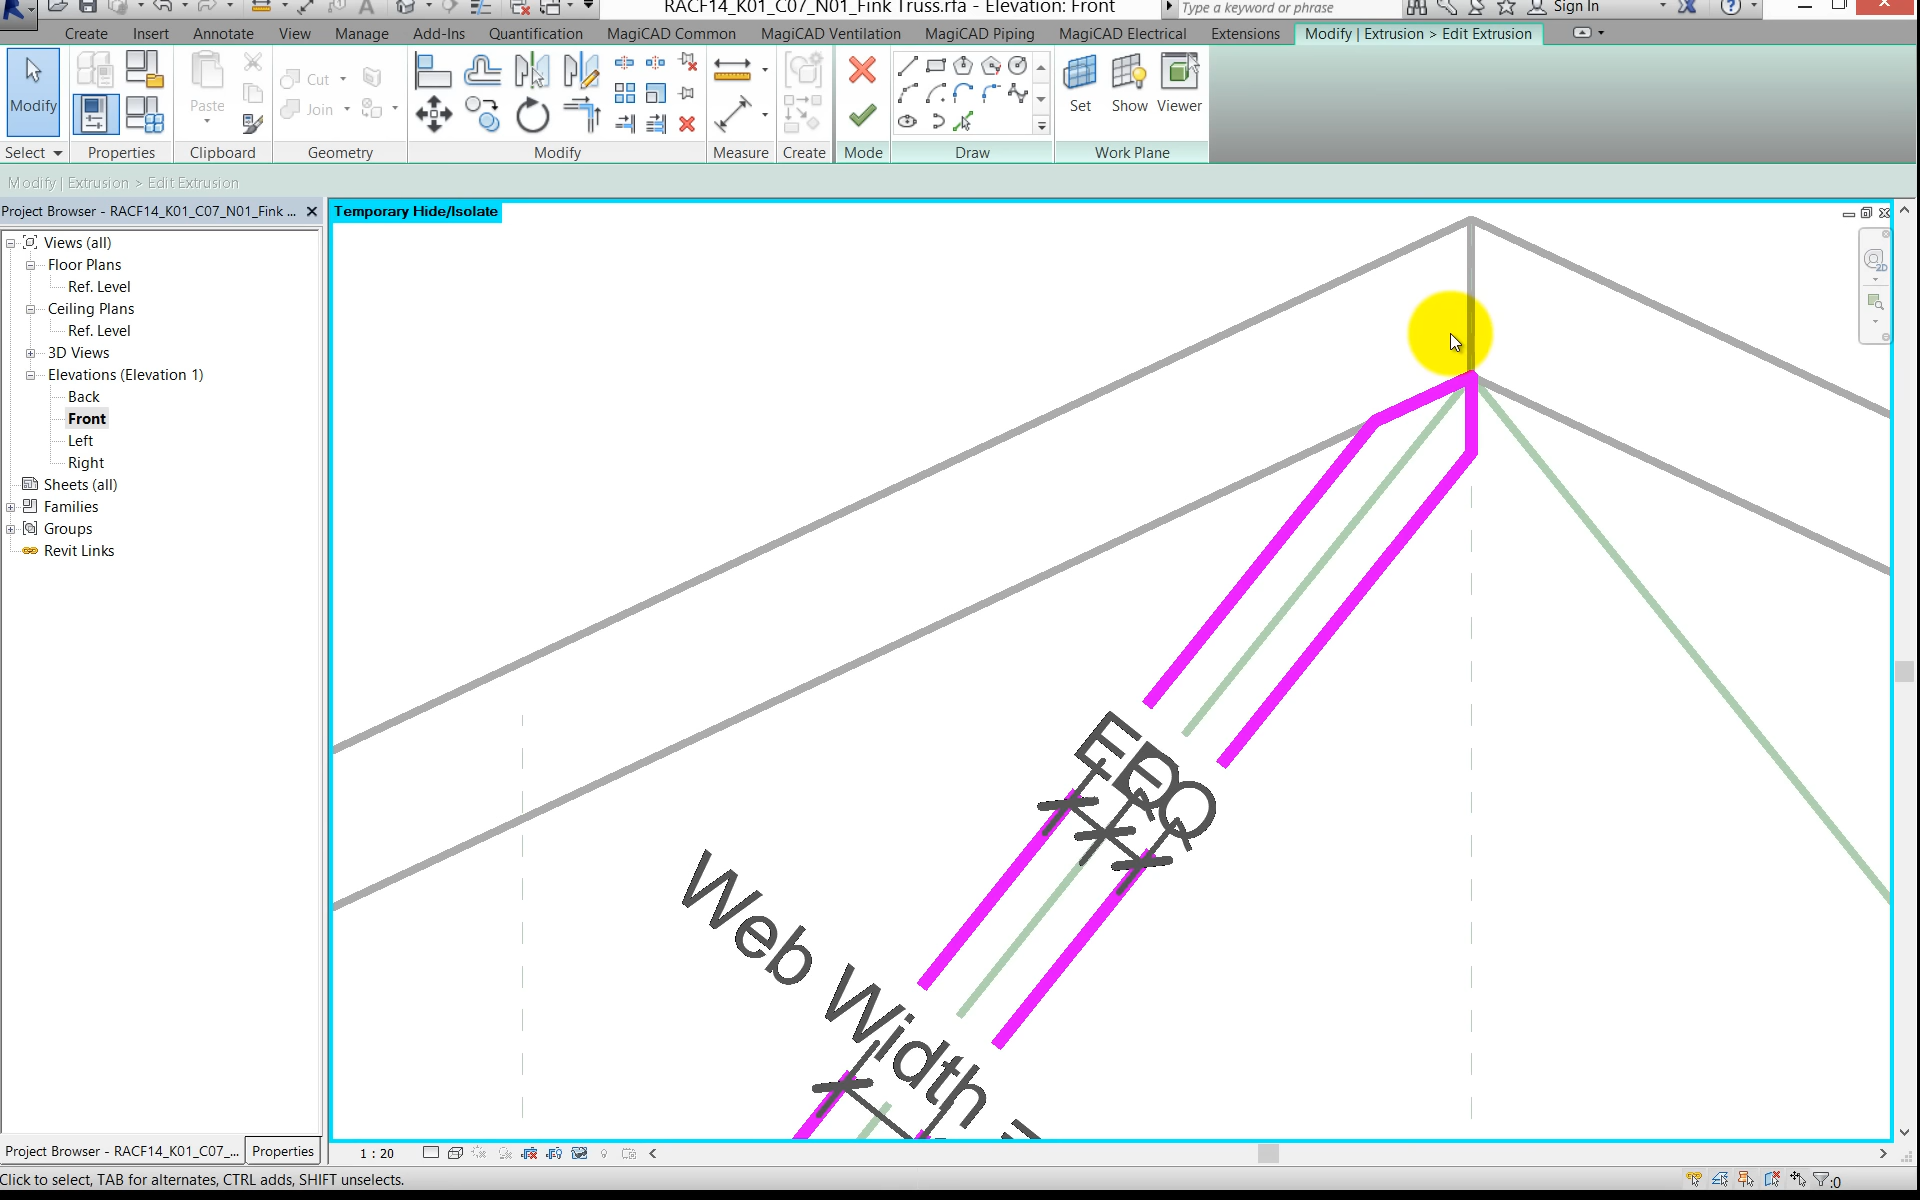 RACF14_K01_C07_N01_Fink Truss.rfa - Elevation: Front
Type a keyword or phrase
Sign In
Create Insert Annotate View Manage Add-Ins Quantification MagiCAD Common MagiCAD Ventilation MagiCAD Piping MagiCAD Electrical Extensions Modify | Extrusion > Edit Extrusion
Modify
Paste
Cut
Join
Set Show Viewer
Select Properties Clipboard Geometry Modify Measure Create Mode Draw Work Plane
Modify | Extrusion > Edit Extrusion
Project Browser - RACF14_K01_C07_N01_Fink ...
Temporary Hide/Isolate
Views (all)
Floor Plans
Ref. Level
Ceiling Plans
Ref. Level
3D Views
Elevations (Elevation 1)
Back
Front
Left
Right
Sheets (all)
Families
Groups
Revit Links
2D
EQ
EQ
Web Width
Project Browser - RACF14_K01_C07_...
Properties
1 : 20
Click to select, TAB for alternates, CTRL adds, SHIFT unselects.
:0